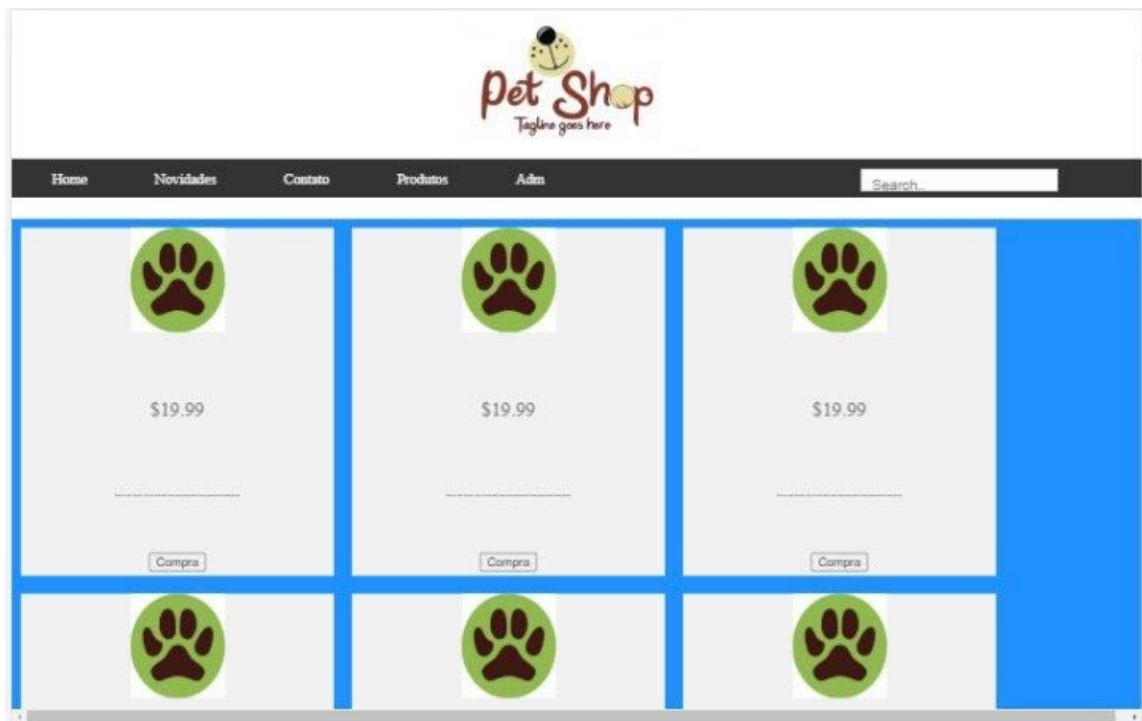 Pet Shop
Tagline goes here
Home Novidades Contato Produtos Adm Search..
$19.99 $19.99 $19.99
Compra Compra Compra